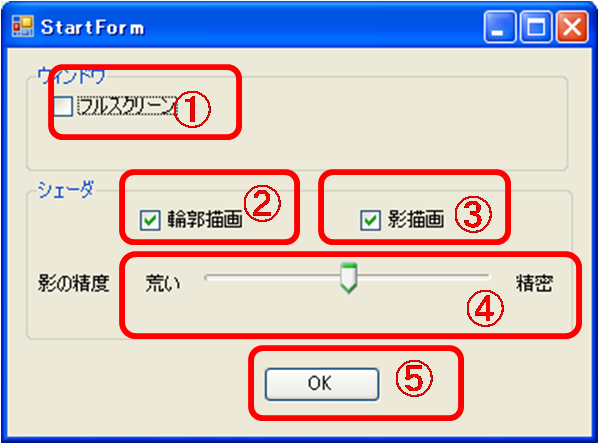 StartForm
ウィンドウ
フルスクリーン ①
シェーダ
輪郭描画 ② 影描画 ③
影の精度 荒い 精密 ④
OK ⑤